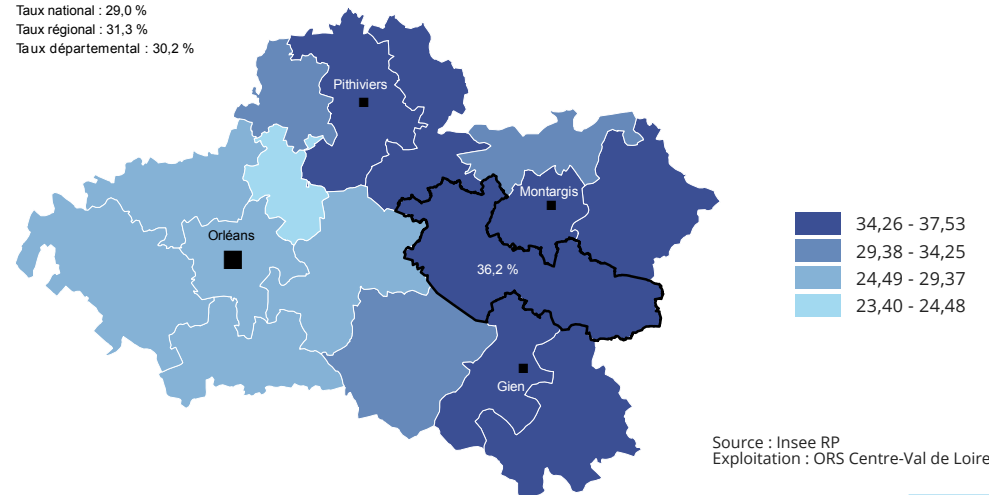 Taux national : 29,0 %
Taux régional : 31,3 %
Taux départemental : 30,2 %
Pithiviers
Montargis
Orléans
36,2 %
Gien
34,26 - 37,53
29,38 - 34,25
24,49 - 29,37
23,40 - 24,48
Source : Insee RP
Exploitation : ORS Centre-Val de Loire